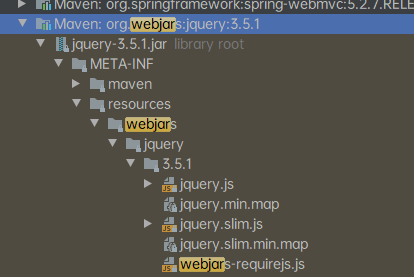 Maven: org.springframework:spring-webmvc:5.2.7.RELE
Maven: org.webjars:jquery:3.5.1
jquery-3.5.1.jar library root
META-INF
maven
resources
webjars
jquery
3.5.1
jquery.js
jquery.min.map
jquery.slim.js
jquery.slim.min.map
webjars-requirejs.js